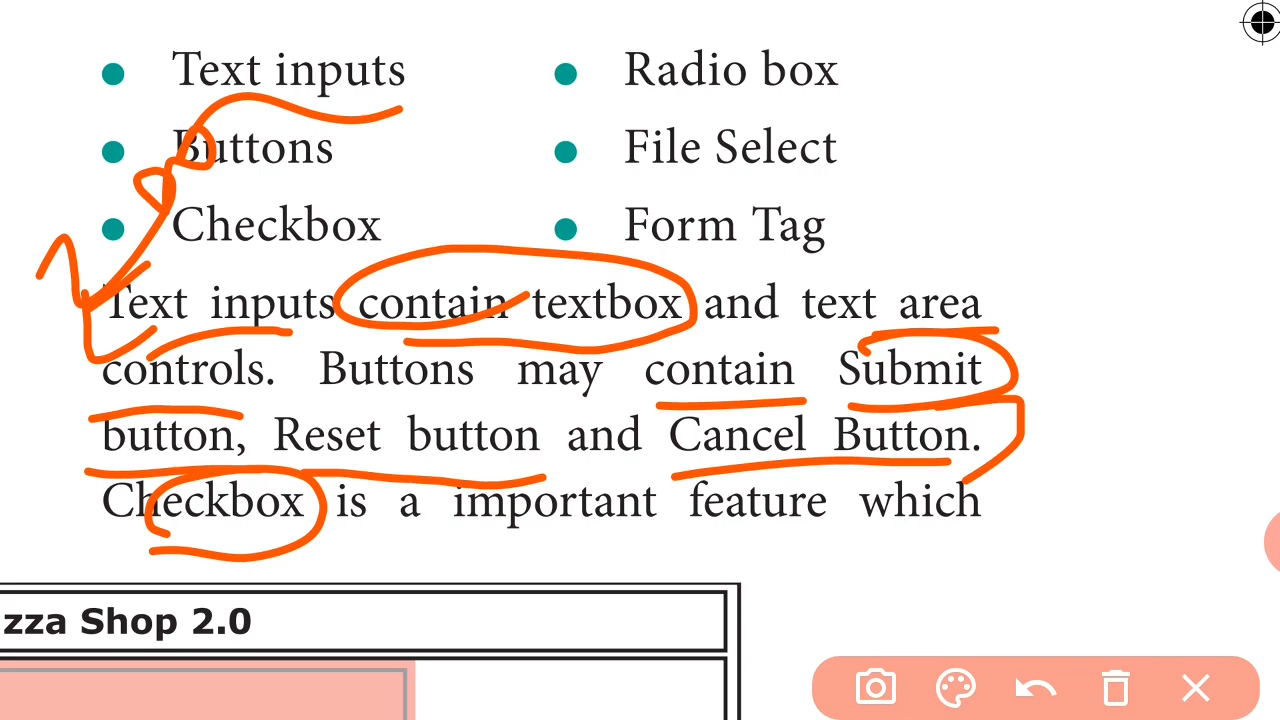 Text inputs
Buttons
Checkbox
Radio box
File Select
Form Tag
Text inputs contain textbox and text area
controls. Buttons may contain Submit
button, Reset button and Cancel Button.
Checkbox is a important feature which
zza Shop 2.0